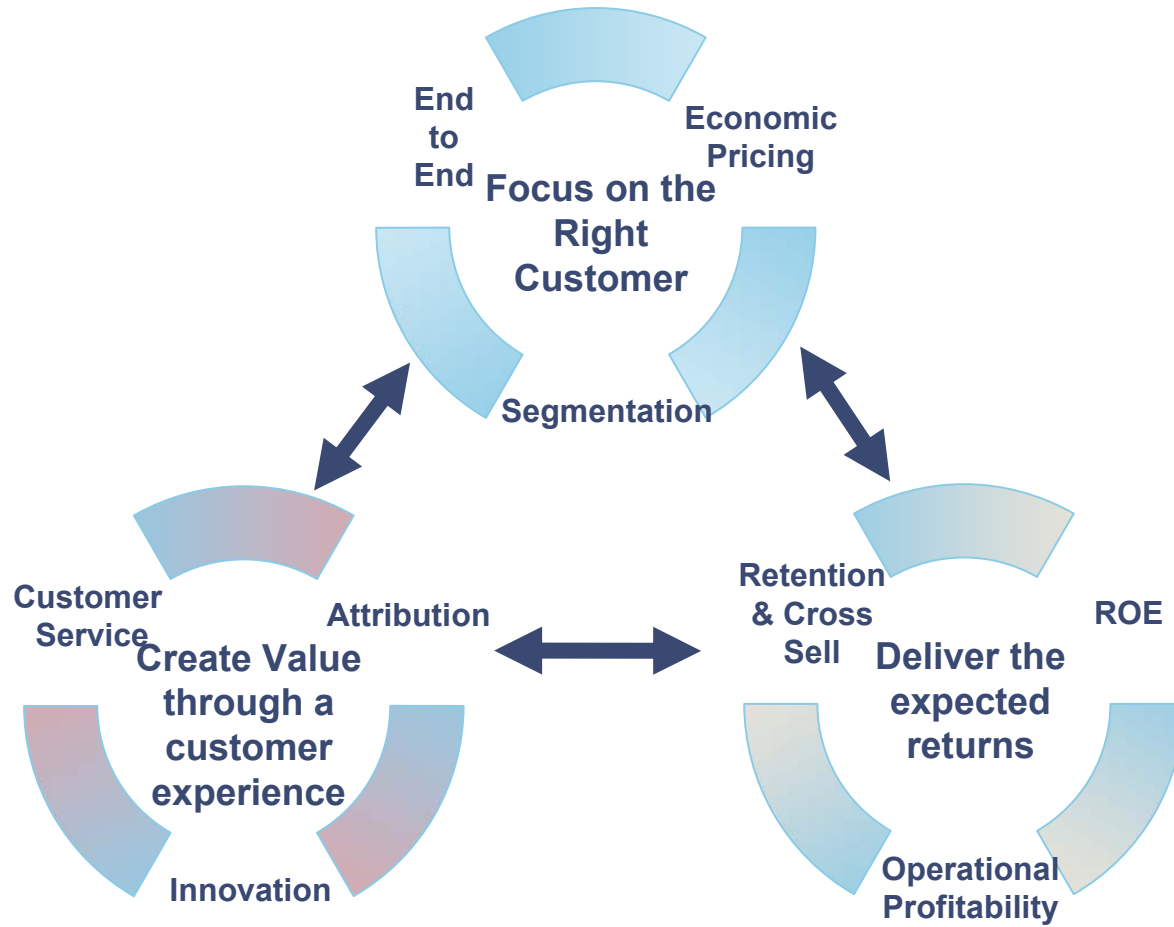 End
to
End
Economic
Pricing
Focus on the
Right
Customer
Segmentation
Customer
Service
Attribution
Create Value
through a
customer
experience
Innovation
Retention
& Cross
Sell
ROE
Deliver the
expected
returns
Operational
Profitability